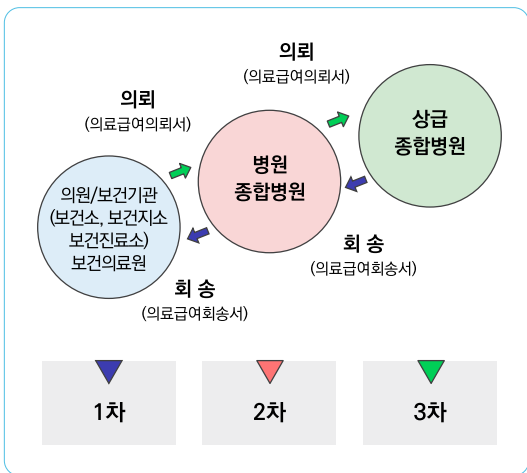 의뢰
(의료급여의뢰서)
의뢰
(의료급여의뢰서)
상급
종합병원
병원
종합병원
의원/보건기관
(보건소, 보건지소
보건진료소)
보건의료원
회 송
(의료급여회송서)
회 송
(의료급여회송서)
1차
2차
3차